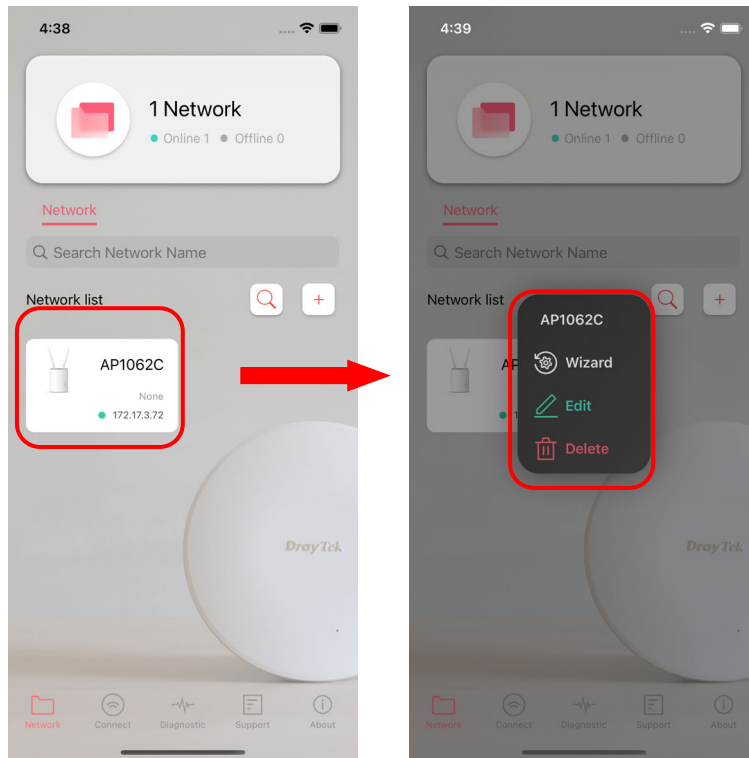 4:38
1 Network
Online 1 Offline 0
Network
Search Network Name
Network list
+
AP1062C
None
172.17.3.72
DrayTek
Network Connect Diagnostic Support About
4:39
1 Network
Online 1 Offline 0
Network
Search Network Name
Network list
+
AP
AP1062C
Wizard
1
Edit
Delete
DrayTek
Network Connect Diagnostic Support About